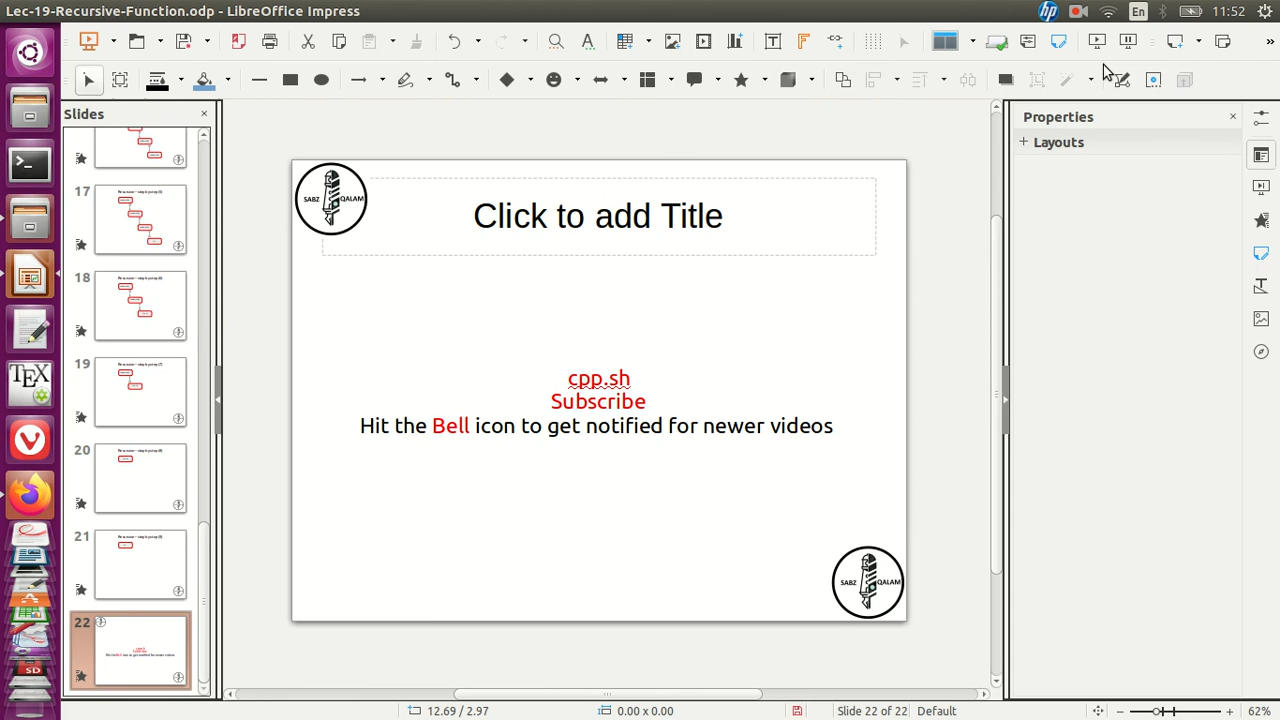 Lec-19-Recursive-Function.odp - LibreOffice Impress
En
11:52
Slides
17
18
19
20
21
22
SABZ QALAM
Click to add Title
cpp.sh
Subscribe
Hit the Bell icon to get notified for newer videos
SABZ QALAM
Properties
Layouts
TEX
SD
12.69 / 2.97
0.00 x 0.00
Slide 22 of 22
Default
62%